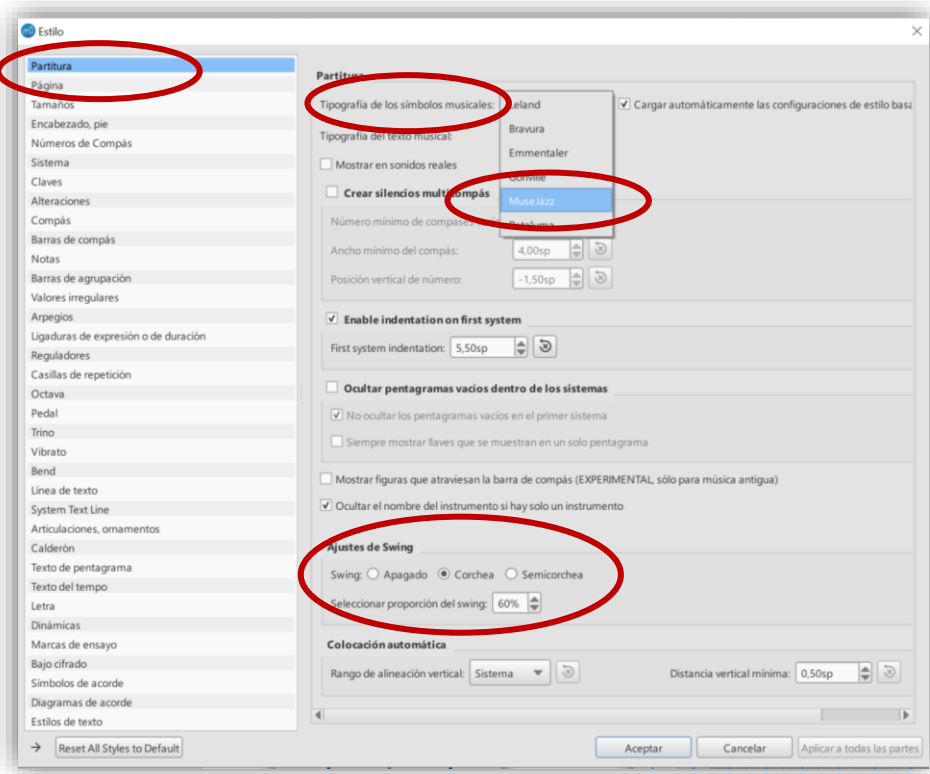 Estilo
Partitura
Página
Tamaños
Encabezado, pie
Números de Compás
Sistema
Claves
Alteraciones
Compás
Barras de compás
Notas
Barras de agrupación
Valores irregulares
Arpegios
Ligaduras de expresión o de duración
Reguladores
Casillas de repetición
Octava
Pedal
Trino
Vibrato
Bend
Línea de texto
System Text Line
Articulaciones, ornamentos
Calderón
Texto de pentagrama
Texto del tempo
Letra
Dinámicas
Marcas de ensayo
Bajo cifrado
Símbolos de acorde
Diagramas de acorde
Estilos de texto
Partitura
Tipografía de los símbolos musicales:
Leland
Bravura
Emmentaler
Gonville
MuseJazz
Petaluma
Cargar automáticamente las configuraciones de estilo basa
Tipografía del texto musical:
Mostrar en sonidos reales
Crear silencios multicompás
Número mínimo de compases
Ancho mínimo del compás: 4,00sp
Posición vertical de número: -1,50sp
Enable indentation on first system
First system indentation: 5,50sp
Ocultar pentagramas vacíos dentro de los sistemas
No ocultar los pentagramas vacíos en el primer sistema
Siempre mostrar llaves que se muestran en un solo pentagrama
Mostrar figuras que atraviesan la barra de compás (EXPERIMENTAL, sólo para música antigua)
Ocultar el nombre del instrumento si hay solo un instrumento
Ajustes de Swing
Swing: Apagado Corchea Semicorchea
Seleccionar proporción del swing: 60%
Colocación automática
Rango de alineación vertical: Sistema Distancia vertical mínima: 0,50sp
Reset All Styles to Default Aceptar Cancelar Aplicar a todas las partes